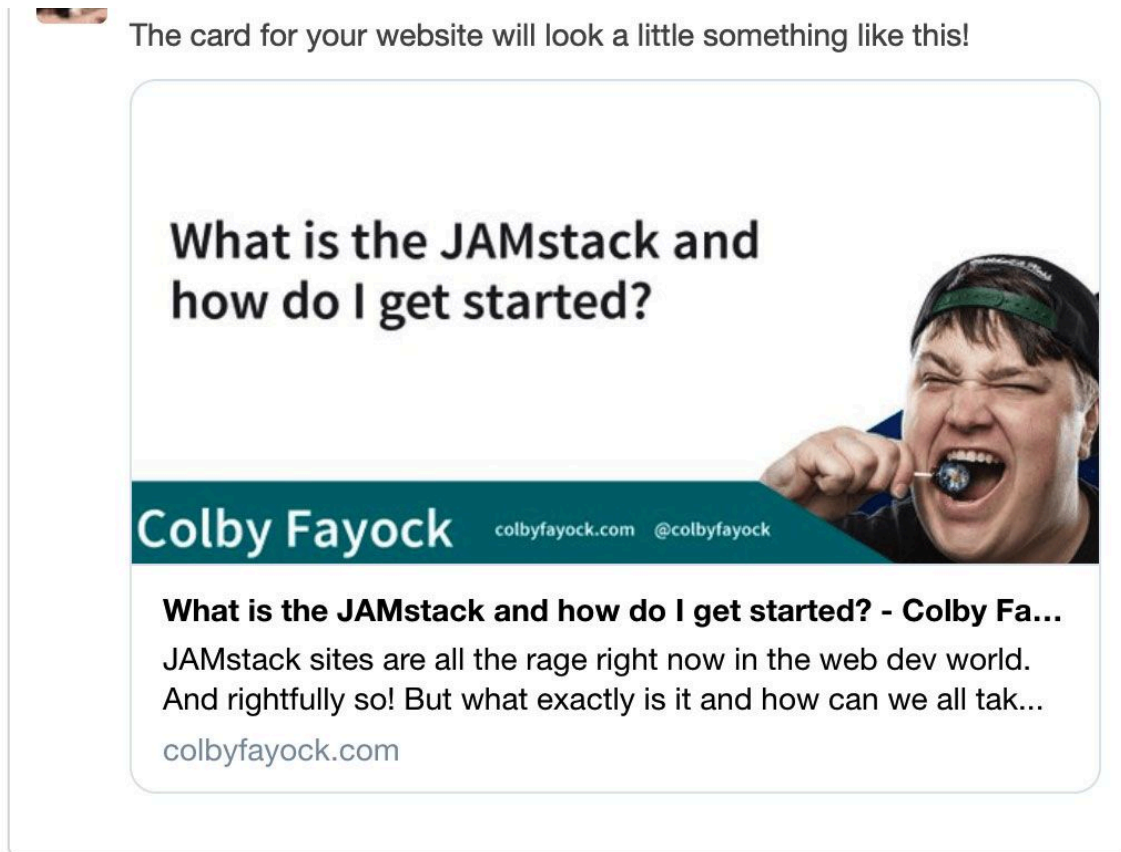 The card for your website will look a little something like this!
What is the JAMstack and
how do I get started?
Colby Fayock colbyfayock.com @colbyfayock
What is the JAMstack and how do I get started? - Colby Fa...
JAMstack sites are all the rage right now in the web dev world.
And rightfully so! But what exactly is it and how can we all tak...
colbyfayock.com